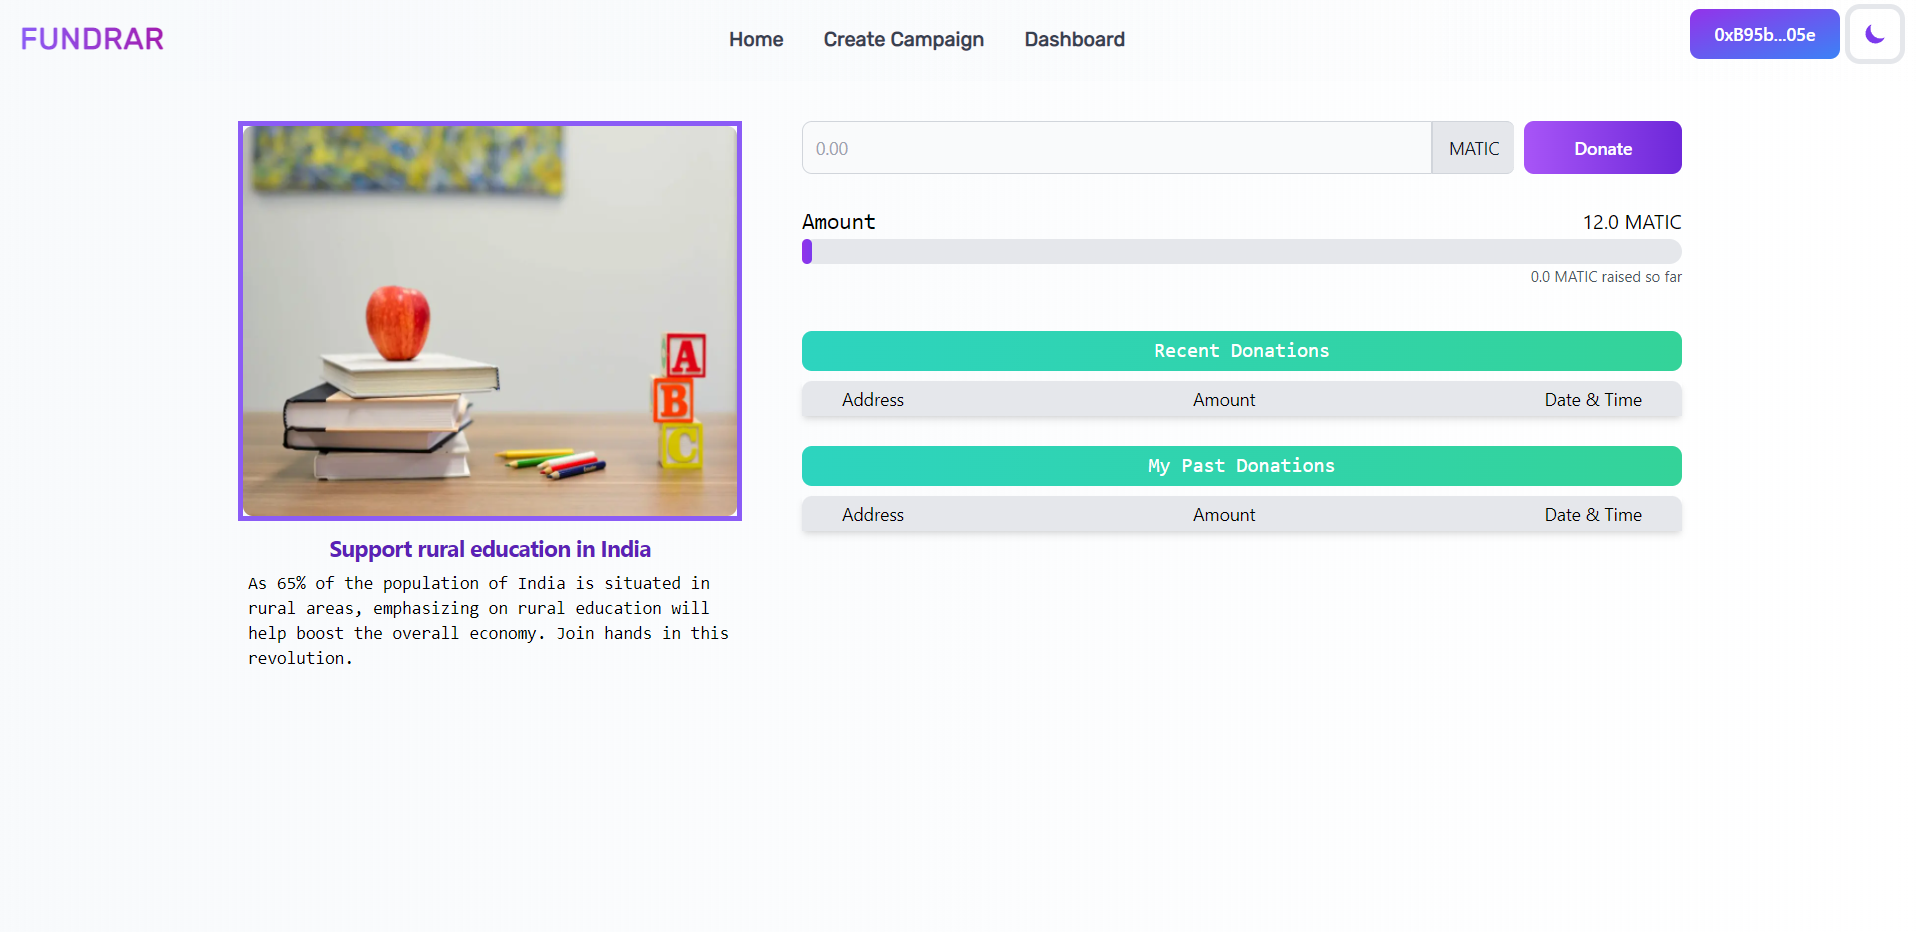 FUNDRAR
Home Create Campaign Dashboard
0xB95b...05e
A
B
C
Support rural education in India
As 65% of the population of India is situated in
rural areas, emphasizing on rural education will
help boost the overall economy. Join hands in this
revolution.
0.00 MATIC Donate
Amount 12.0 MATIC
0.0 MATIC raised so far
Recent Donations
Address Amount Date & Time
My Past Donations
Address Amount Date & Time